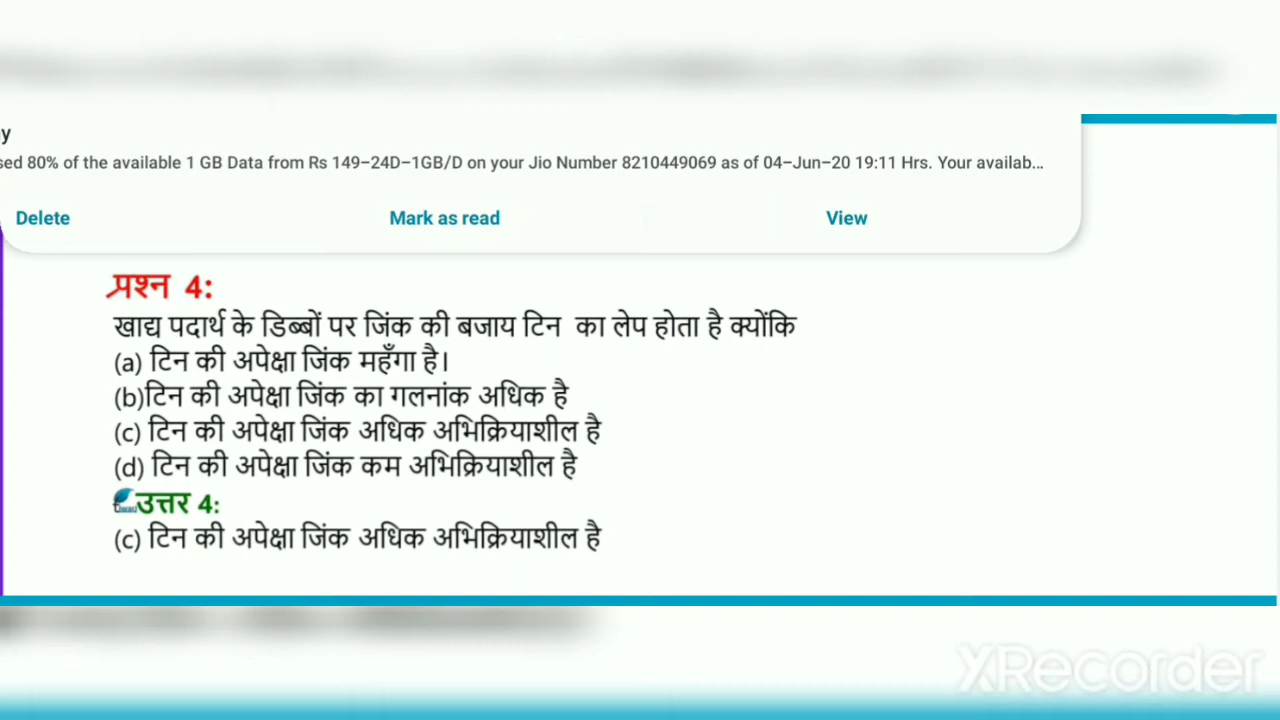 y
sed 80% of the available 1 GB Data from Rs 149–24D–1GB/D on your Jio Number 8210449069 as of 04–Jun–20 19:11 Hrs. Your availab...
Delete Mark as read View
प्रश्न 4:
खाद्य पदार्थ के डिब्बों पर जिंक की बजाय टिन का लेप होता है क्योंकि
(a) टिन की अपेक्षा जिंक महँगा है।
(b)टिन की अपेक्षा जिंक का गलनांक अधिक है
(c) टिन की अपेक्षा जिंक अधिक अभिक्रियाशील है
(d) टिन की अपेक्षा जिंक कम अभिक्रियाशील है
उत्तर 4:
(c) टिन की अपेक्षा जिंक अधिक अभिक्रियाशील है
XRecorder